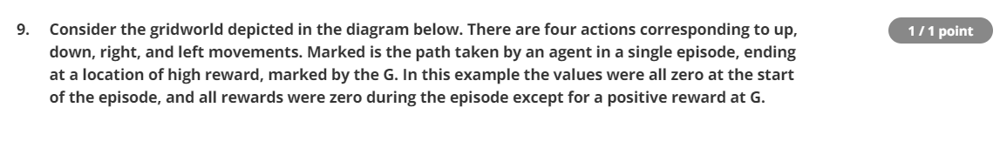 9. Consider the gridworld depicted in the diagram below. There are four actions corresponding to up,
1 / 1 point
down, right, and left movements. Marked is the path taken by an agent in a single episode, ending
at a location of high reward, marked by the G. In this example the values were all zero at the start
of the episode, and all rewards were zero during the episode except for a positive reward at G.